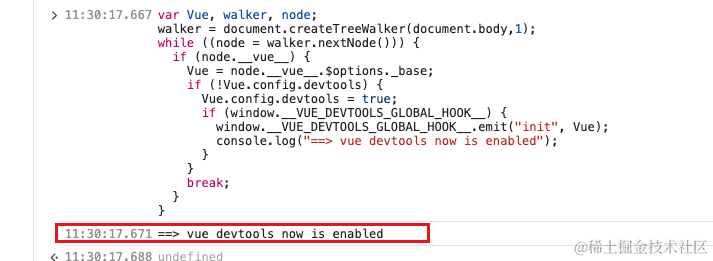 > 11:30:17.667 var Vue, walker, node;
walker = document.createTreeWalker(document.body,1);
while ((node = walker.nextNode())) {
if (node.__vue__) {
Vue = node.__vue__.$options._base;
if (!Vue.config.devtools) {
Vue.config.devtools = true;
if (window.__VUE_DEVTOOLS_GLOBAL_HOOK__) {
window.__VUE_DEVTOOLS_GLOBAL_HOOK__.emit("init", Vue);
console.log("==> vue devtools now is enabled");
}
}
break;
}
}
11:30:17.671 ==> vue devtools now is enabled
11:30:17.688 undefined
@稀土掘金技术社区